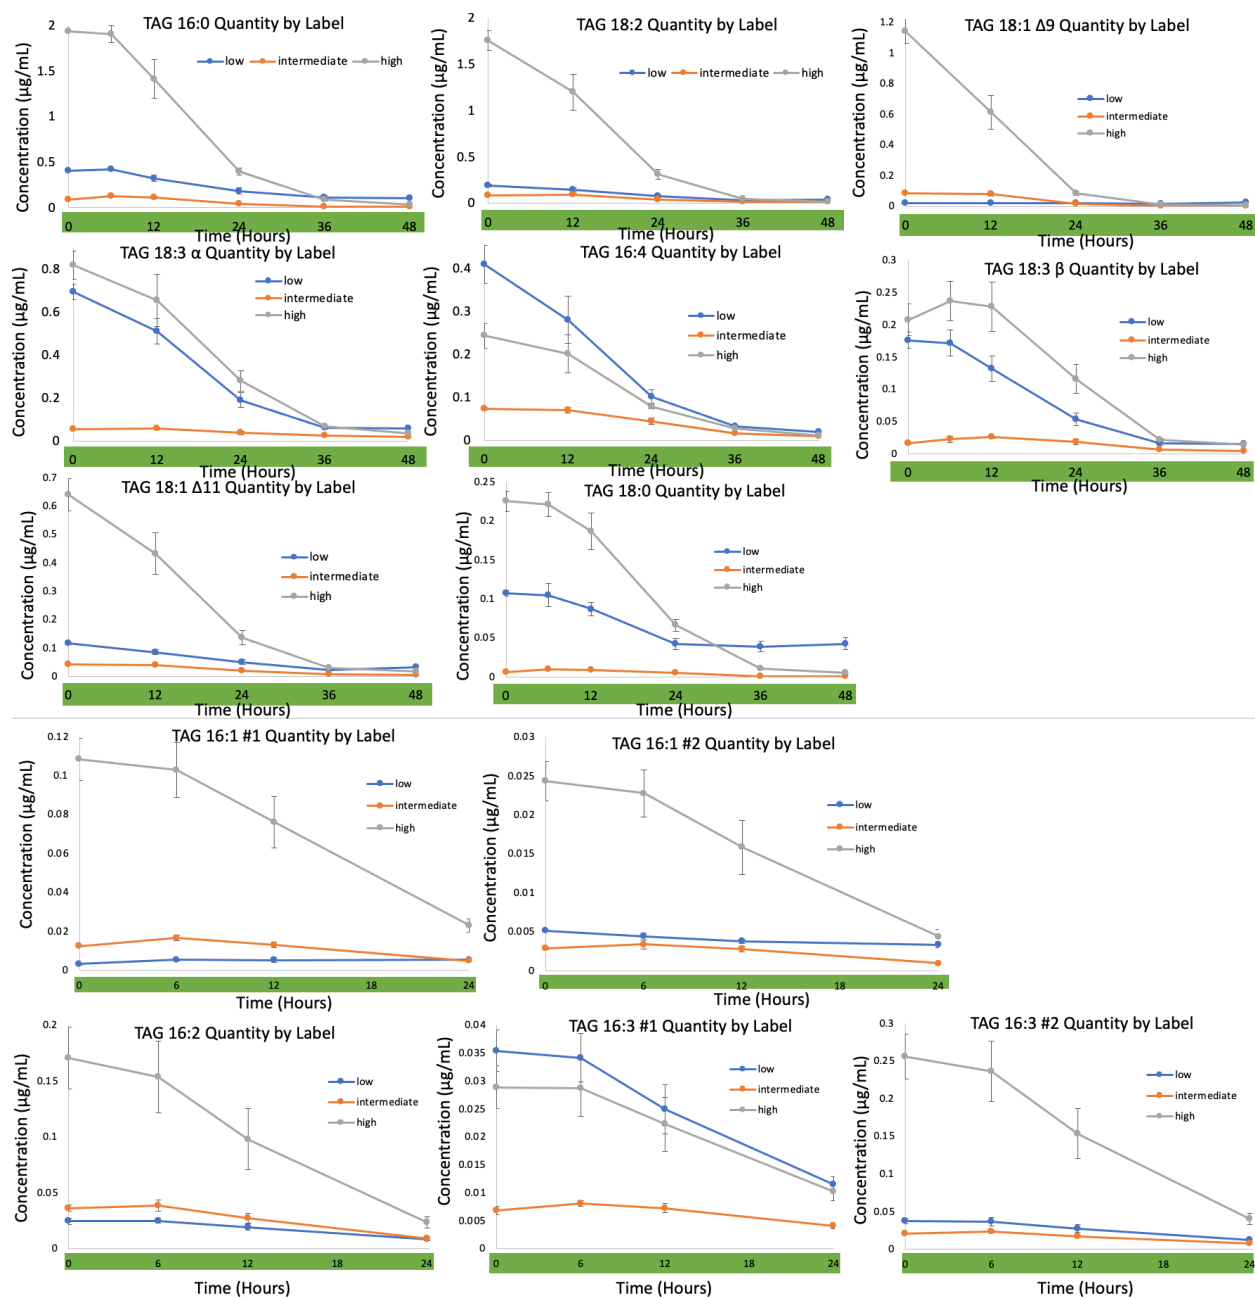 TAG 16:0 Quantity by Label
Concentration (µg/mL)
2
1.5
1
0.5
0
low intermediate high
0 12 24 36 48
Time (Hours)
TAG 18:2 Quantity by Label
Concentration (µg/mL)
2
1.5
1
0.5
0
low intermediate high
0 12 24 36 48
Time (Hours)
TAG 18:1 Δ9 Quantity by Label
Concentration (µg/mL)
1.2
1
0.8
0.6
0.4
0.2
0
low
intermediate
high
0 12 24 36 48
Time (Hours)
TAG 18:3 α Quantity by Label
Concentration (µg/mL)
0.8
0.6
0.4
0.2
0
low
intermediate
high
0 12 24 36 48
Time (Hours)
TAG 16:4 Quantity by Label
Concentration (µg/mL)
0.4
0.3
0.2
0.1
0
low
intermediate
high
0 12 24 36 48
Time (Hours)
TAG 18:3 β Quantity by Label
Concentration (µg/mL)
0.3
0.25
0.2
0.15
0.1
0.05
0
low
intermediate
high
0 12 24 36 48
Time (Hours)
TAG 18:1 Δ11 Quantity by Label
Concentration (µg/mL)
0.7
0.6
0.5
0.4
0.3
0.2
0.1
0
low
intermediate
high
0 12 24 36 48
Time (Hours)
TAG 18:0 Quantity by Label
Concentration (µg/mL)
0.25
0.2
0.15
0.1
0.05
0
low
intermediate
high
0 12 24 36 48
Time (Hours)
TAG 16:1 #1 Quantity by Label
Concentration (µg/mL)
0.12
0.1
0.08
0.06
0.04
0.02
0
low
intermediate
high
0 6 12 18 24
Time (Hours)
TAG 16:1 #2 Quantity by Label
Concentration (µg/mL)
0.03
0.025
0.02
0.015
0.01
0.005
0
low
intermediate
high
0 6 12 18 24
Time (Hours)
TAG 16:2 Quantity by Label
Concentration (µg/mL)
0.2
0.15
0.1
0.05
0
low
intermediate
high
0 6 12 18 24
Time (Hours)
TAG 16:3 #1 Quantity by Label
Concentration (µg/mL)
0.04
0.035
0.03
0.025
0.02
0.015
0.01
0.005
0
low
intermediate
high
0 6 12 18 24
Time (Hours)
TAG 16:3 #2 Quantity by Label
Concentration (µg/mL)
0.3
0.25
0.2
0.15
0.1
0.05
0
low
intermediate
high
0 6 12 18 24
Time (Hours)